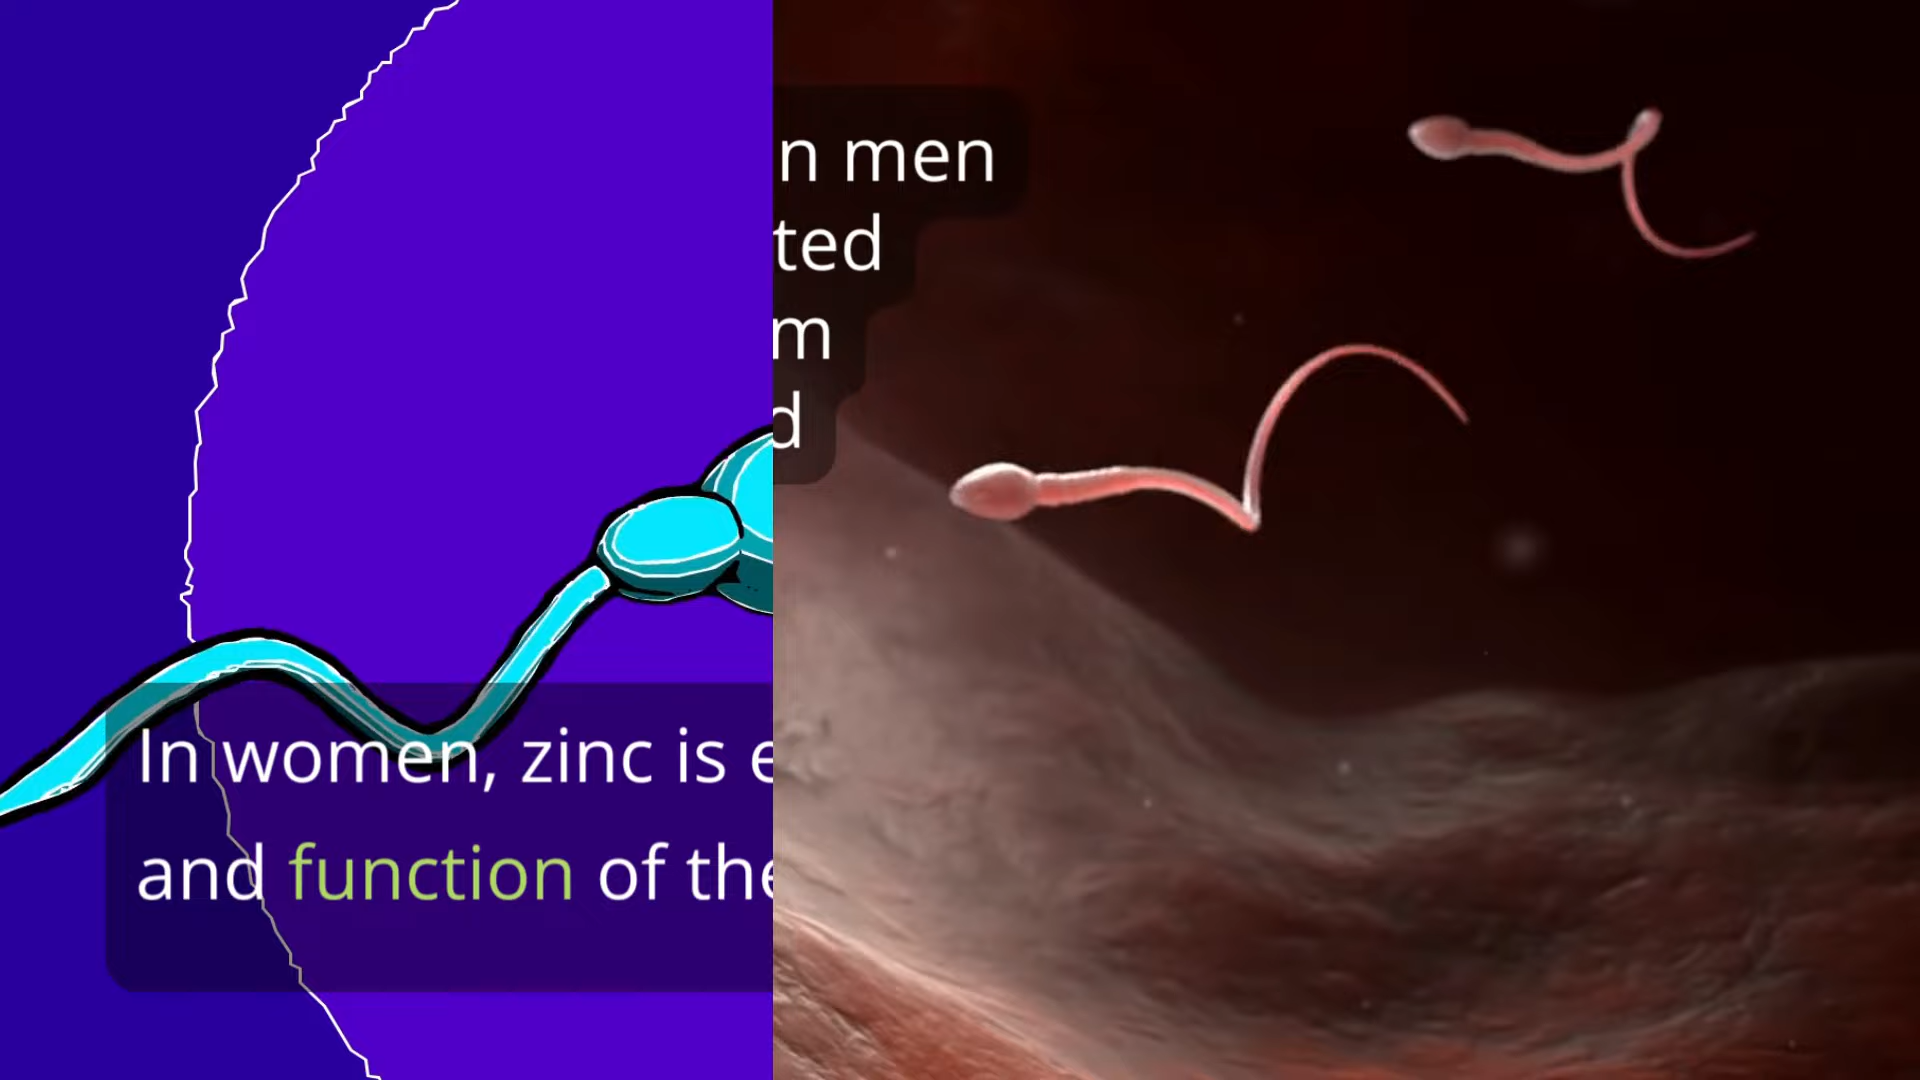 In women, zinc is
and function of the
n men
ted
m
d